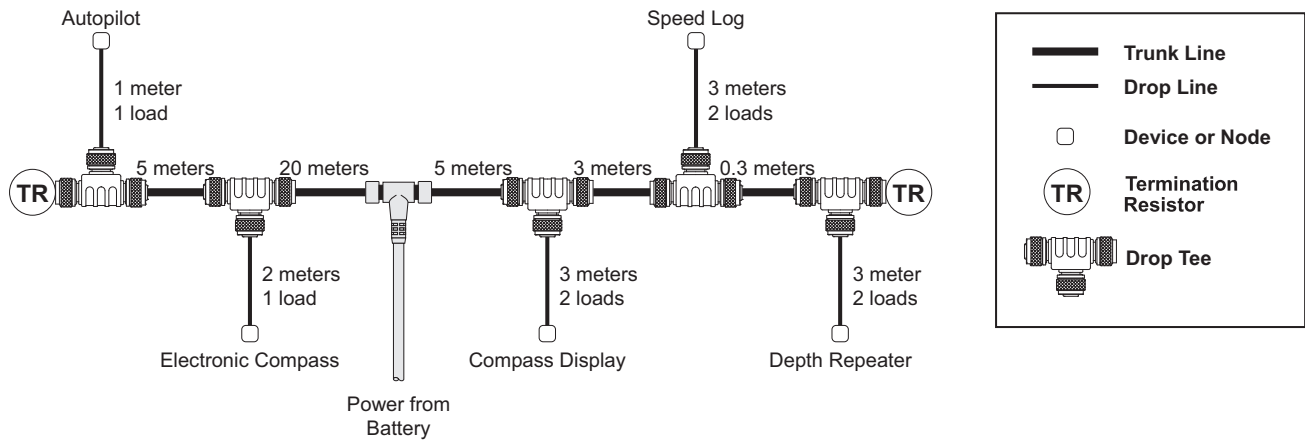 Autopilot
Speed Log
1 meter
1 load
3 meters
2 loads
5 meters
20 meters
5 meters
3 meters
0.3 meters
TR
TR
2 meters
1 load
3 meters
2 loads
3 meter
2 loads
Electronic Compass
Compass Display
Depth Repeater
Power from
Battery
Trunk Line
Drop Line
Device or Node
TR
Termination
Resistor
Drop Tee